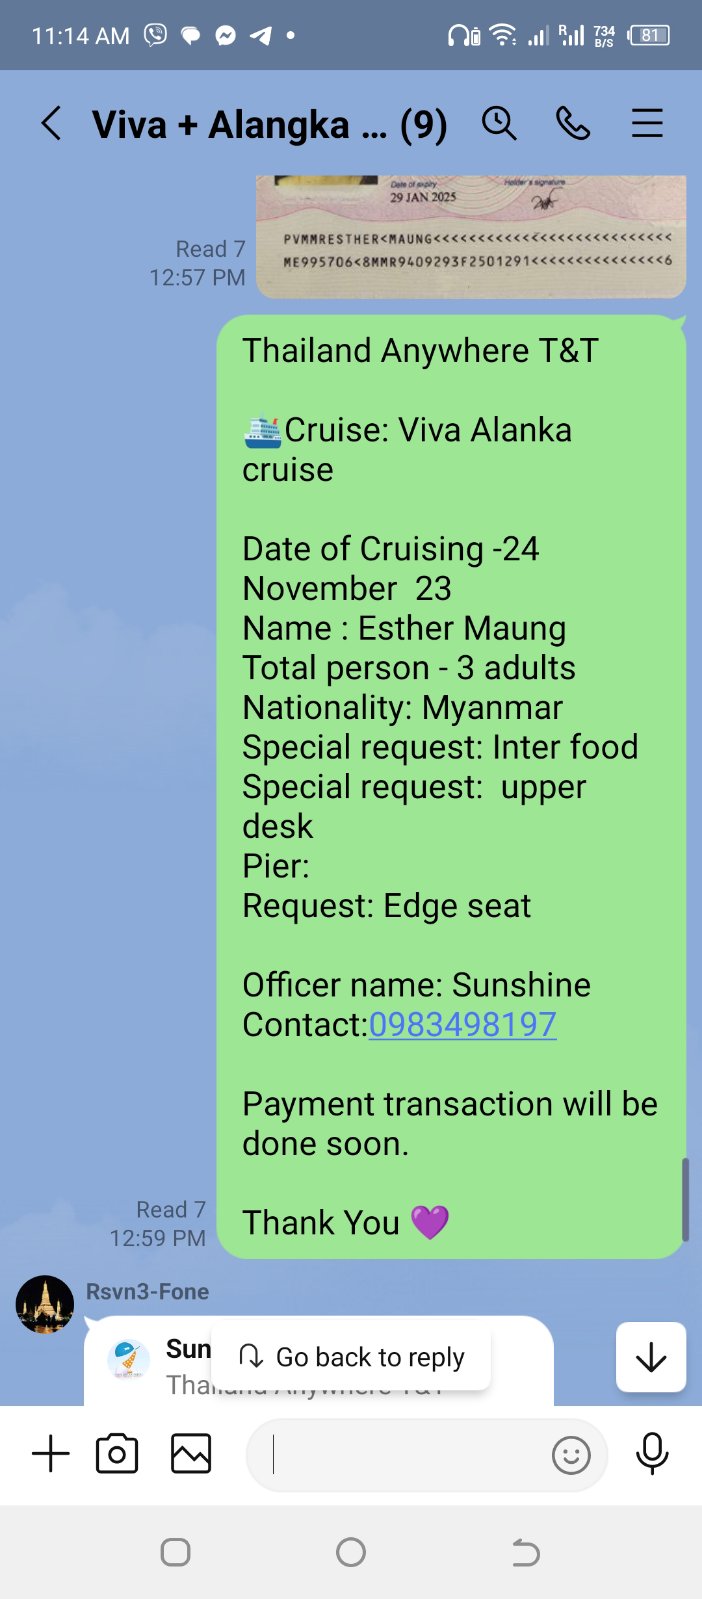 11:14 AM
R
734
B/S
81
Viva + Alangka ... (9)
Date of expiry
Holder's signature
29 JAN 2025
PVMMRESTHER<MAUNG<<<<<<<<<<<<<<<<<<<<<<<<<<<
ME995706<8MMR9409293F2501291<<<<<<<<<<<<<<<6
Read 7
12:57 PM
Thailand Anywhere T&T
🛳Cruise: Viva Alanka
cruise
Date of Cruising -24
November  23
Name : Esther Maung
Total person - 3 adults
Nationality: Myanmar
Special request: Inter food
Special request:  upper
desk
Pier:
Request: Edge seat
Officer name: Sunshine
Contact:0983498197
Payment transaction will be
done soon.
Thank You 💜
Read 7
12:59 PM
Rsvn3-Fone
Sun
Go back to reply
Thailand Anywhere T&T